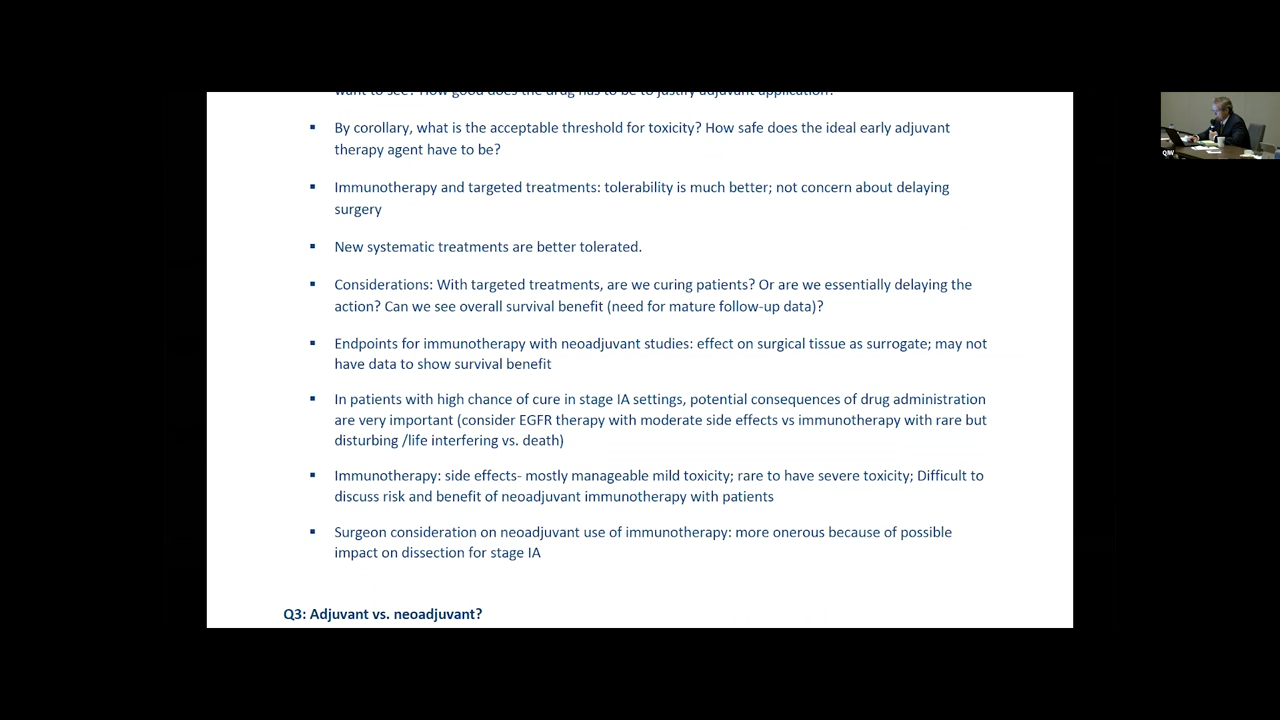 want to see? How good does the drug has to be to justify adjuvant application?
▪ By corollary, what is the acceptable threshold for toxicity? How safe does the ideal early adjuvant
therapy agent have to be?
▪ Immunotherapy and targeted treatments: tolerability is much better; not concern about delaying
surgery
▪ New systematic treatments are better tolerated.
▪ Considerations: With targeted treatments, are we curing patients? Or are we essentially delaying the
action? Can we see overall survival benefit (need for mature follow-up data)?
▪ Endpoints for immunotherapy with neoadjuvant studies: effect on surgical tissue as surrogate; may not
have data to show survival benefit
▪ In patients with high chance of cure in stage IA settings, potential consequences of drug administration
are very important (consider EGFR therapy with moderate side effects vs immunotherapy with rare but
disturbing /life interfering vs. death)
▪ Immunotherapy: side effects- mostly manageable mild toxicity; rare to have severe toxicity; Difficult to
discuss risk and benefit of neoadjuvant immunotherapy with patients
▪ Surgeon consideration on neoadjuvant use of immunotherapy: more onerous because of possible
impact on dissection for stage IA
Q3: Adjuvant vs. neoadjuvant?